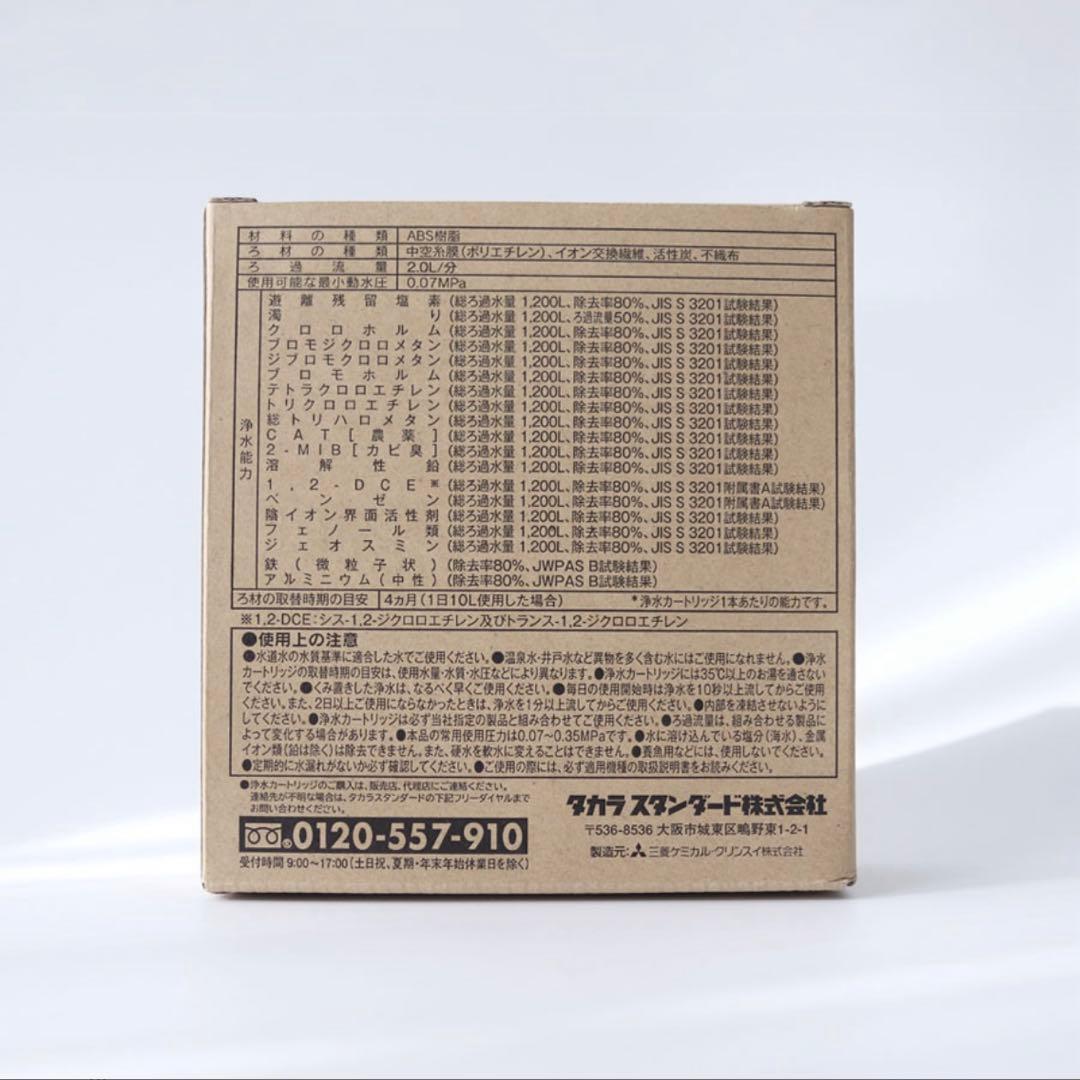 材料の種類 ABS樹脂
ろ材の種類 中空糸膜(ポリエチレン)、イオン交換繊維、活性炭、不織布
ろ過流量 2.0L/分
使用可能な最小動水圧 0.07MPa
浄水能力
遊離残留塩素 (総ろ過水量 1,200L、除去率80%、JIS S 3201試験結果)
濁り (総ろ過水量 1,200L、ろ過流量50%、JIS S 3201試験結果)
クロロホルム (総ろ過水量 1,200L、除去率80%、JIS S 3201試験結果)
ブロモジクロロメタン (総ろ過水量 1,200L、除去率80%、JIS S 3201試験結果)
ジブロモクロロメタン (総ろ過水量 1,200L、除去率80%、JIS S 3201試験結果)
ブロモホルム (総ろ過水量 1,200L、除去率80%、JIS S 3201試験結果)
テトラクロロエチレン (総ろ過水量 1,200L、除去率80%、JIS S 3201試験結果)
トリクロロエチレン (総ろ過水量 1,200L、除去率80%、JIS S 3201試験結果)
総トリハロメタン (総ろ過水量 1,200L、除去率80%、JIS S 3201試験結果)
CAT[農薬] (総ろ過水量 1,200L、除去率80%、JIS S 3201試験結果)
2-MIB[カビ臭] (総ろ過水量 1,200L、除去率80%、JIS S 3201試験結果)
溶解性鉛 (総ろ過水量 1,200L、除去率80%、JIS S 3201試験結果)
1,2-DCE※ (総ろ過水量 1,200L、除去率80%、JIS S 3201附属書A試験結果)
ベンゼン (総ろ過水量 1,200L、除去率80%、JIS S 3201附属書A試験結果)
陰イオン界面活性剤 (総ろ過水量 1,200L、除去率80%、JIS S 3201試験結果)
フェノール類 (総ろ過水量 1,200L、除去率80%、JIS S 3201試験結果)
ジェオスミン (総ろ過水量 1,200L、除去率80%、JIS S 3201試験結果)
鉄(微粒子状) (除去率80%、JWPAS B試験結果)
アルミニウム(中性) (除去率80%、JWPAS B試験結果)
ろ材の取替時期の目安 4ヵ月(1日10L使用した場合) *浄水カートリッジ1本あたりの能力です。
※1,2-DCE:シス-1,2-ジクロロエチレン及びトランス-1,2-ジクロロエチレン
●使用上の注意
●水道水の水質基準に適合した水でご使用ください。●温泉水・井戸水など異物を多く含む水にはご使用になれません。●浄水
カートリッジの取替時期の目安は、使用水量・水質・水圧などにより異なります。●浄水カートリッジには35℃以上のお湯を通さない
でください。●くみ置きした浄水は、なるべく早くご使用ください。●毎日の使用開始時は浄水を10秒以上流してからご使用
ください。また、2日以上ご使用にならなかったときは、浄水を1分以上流してからご使用ください。●内部を凍結させないように
してください。●浄水カートリッジは必ず当社指定の製品と組み合わせてご使用ください。●ろ過流量は、組み合わせる製品に
よって変化する場合があります。●本品の常用使用圧力は0.07〜0.35MPaです。●水に溶け込んでいる塩分(海水)、金属
イオン類(鉛は除く)は除去できません。また、硬水を軟水に変えることはできません。●養魚用などには、使用しないでください。
●定期的に水漏れがないか必ず確認してください。●ご使用の際には、必ず適用機種の取扱説明書をお読みください。
●浄水カートリッジのご購入は、販売店、代理店にご連絡ください。
連絡先が不明な場合は、タカラスタンダードの下記フリーダイヤルまで
お問い合わせください。
0120-557-910
受付時間 9:00〜17:00(土日祝、夏期・年末年始休業日を除く)
タカラスタンダード株式会社
〒536-8536 大阪市城東区鴫野東1-2-1
製造元:三菱ケミカル・クリンスイ株式会社